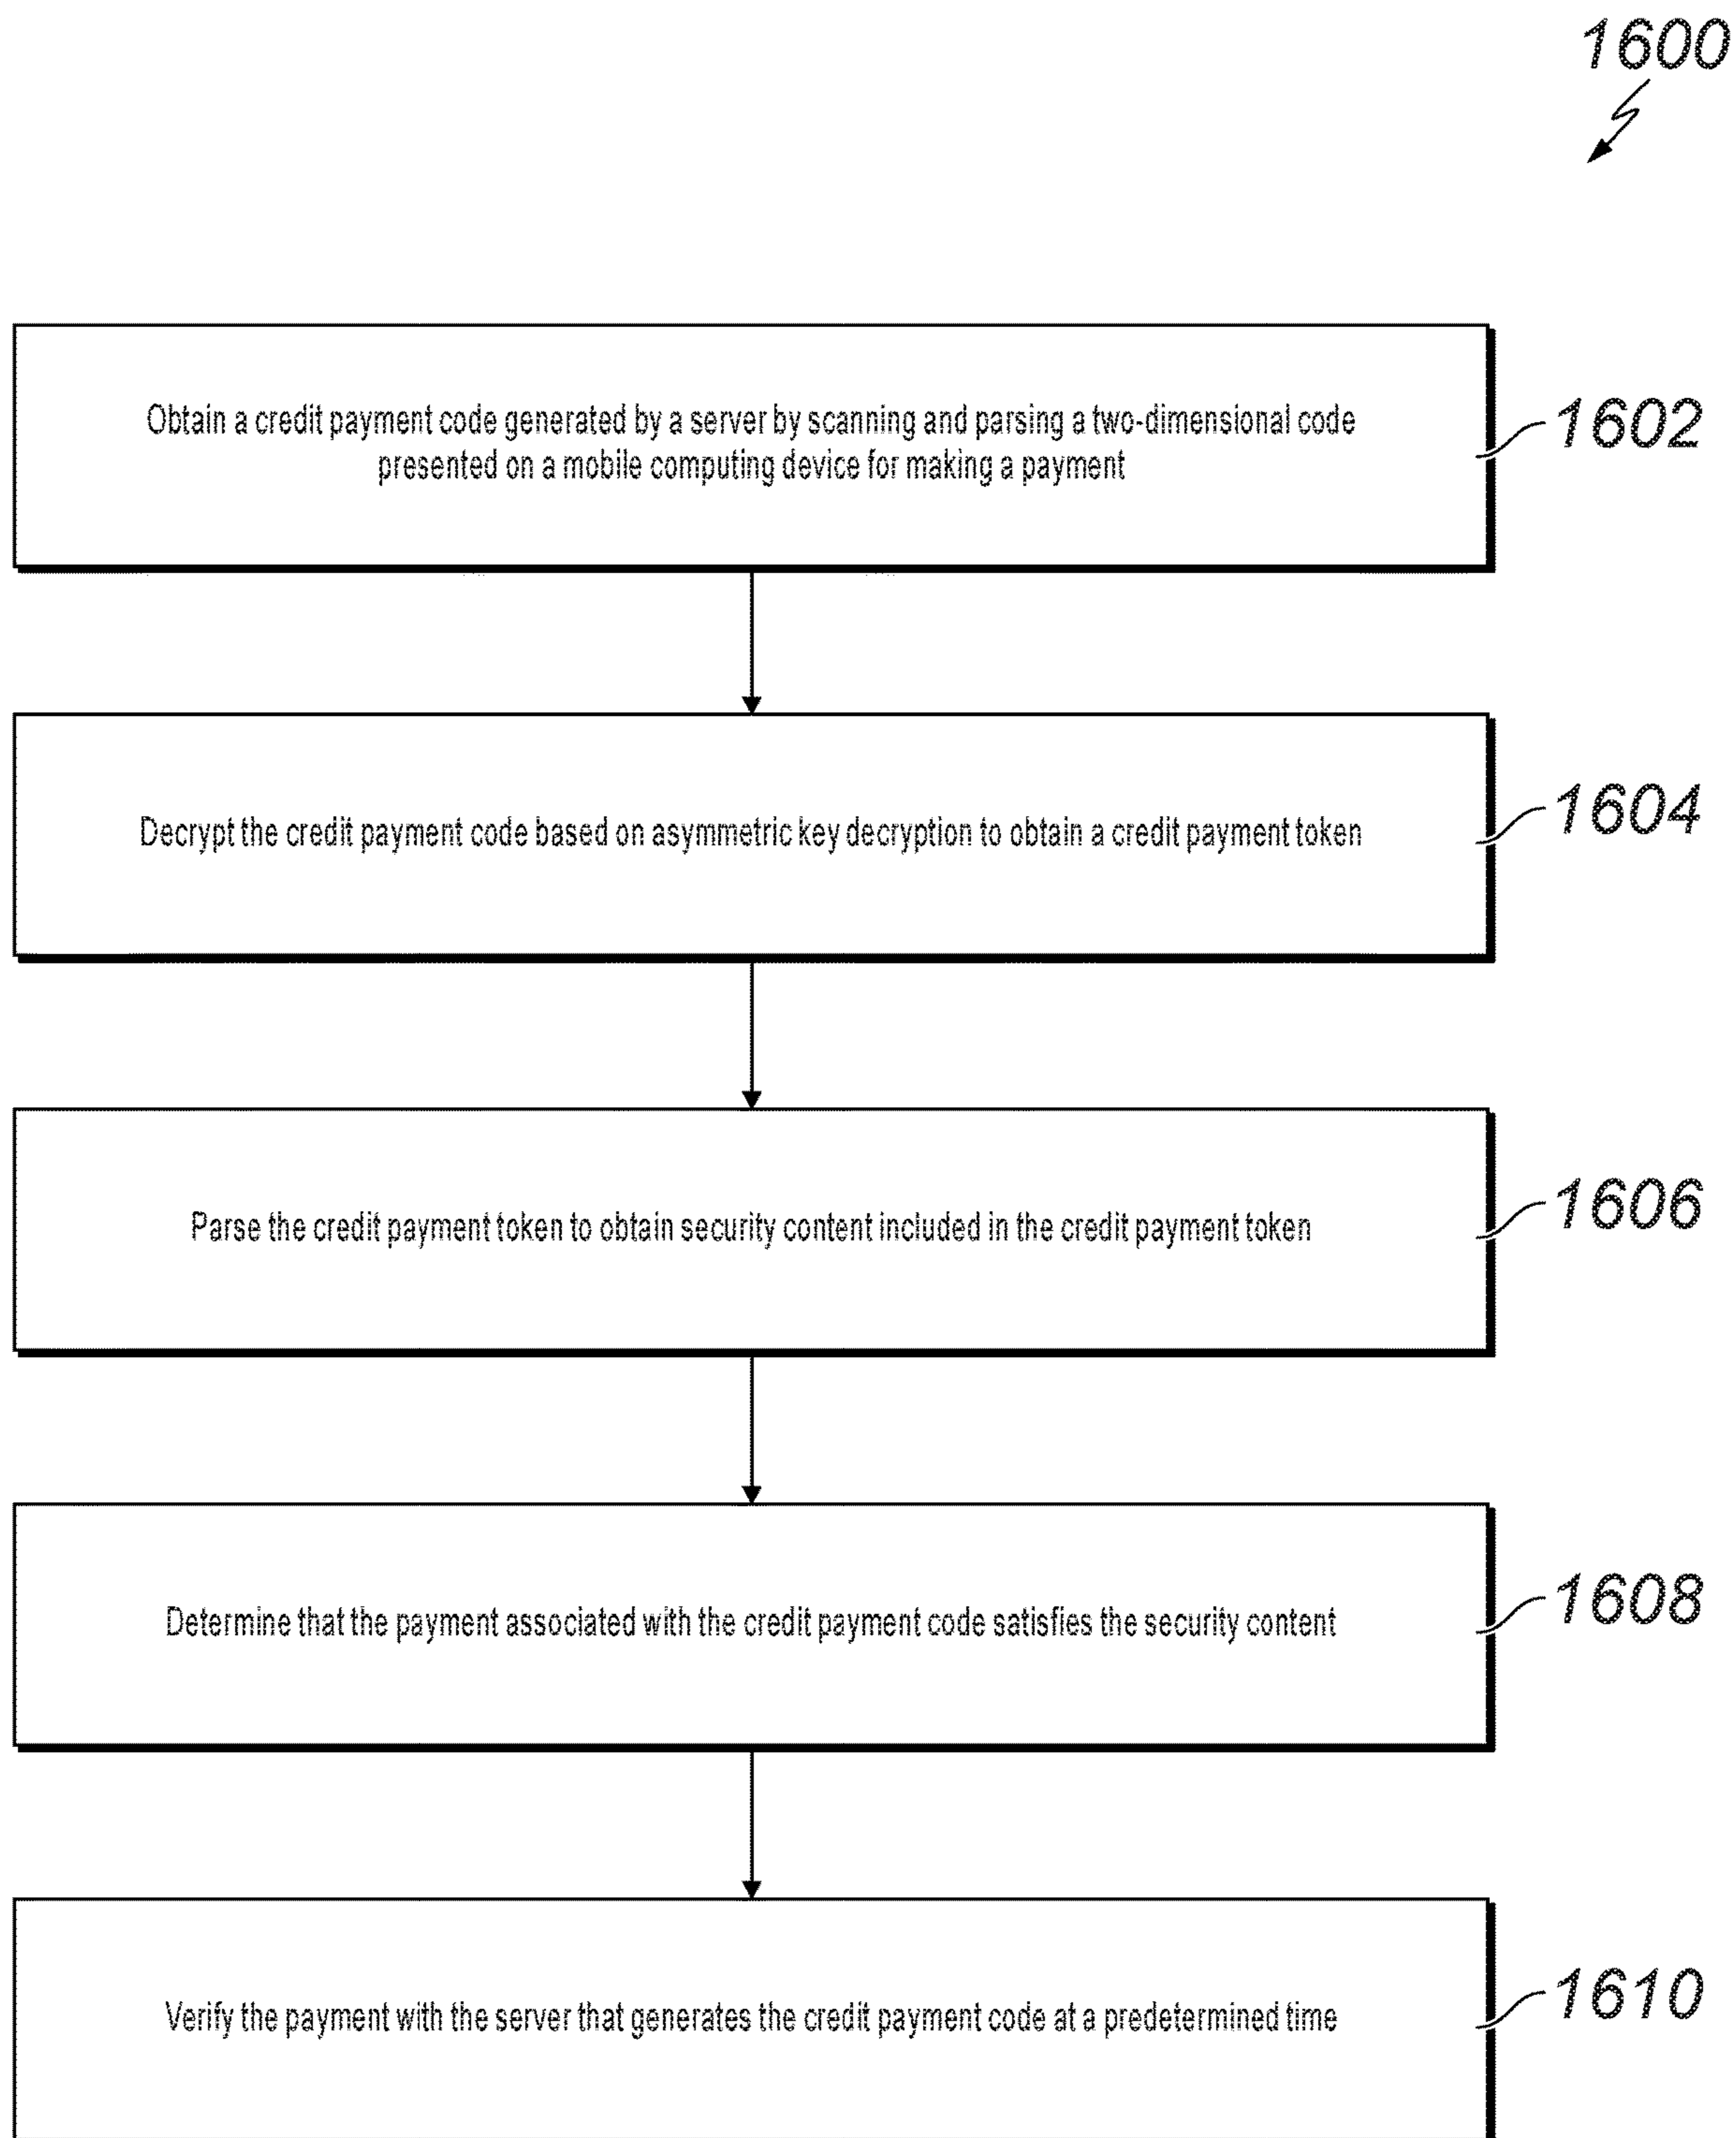 1600
Obtain a credit payment code generated by a server by scanning and parsing a two-dimensional code
presented on a mobile computing device for making a payment
1602
Decrypt the credit payment code based on asymmetric key decryption to obtain a credit payment token
1604
Parse the credit payment token to obtain security content included in the credit payment token
1606
Determine that the payment associated with the credit payment code satisfies the security content
1608
Verify the payment with the server that generates the credit payment code at a predetermined time
1610